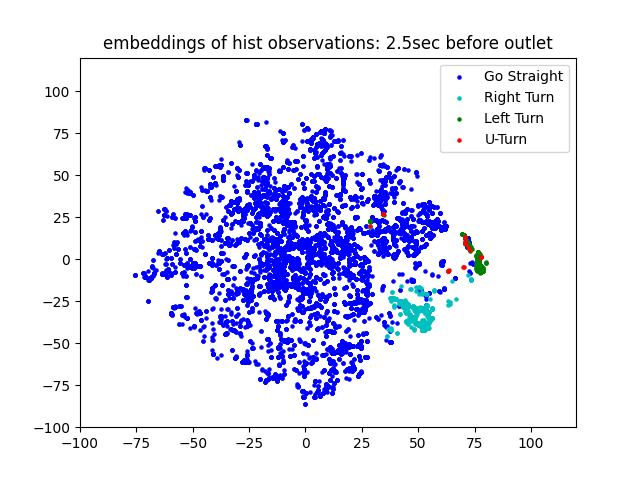 embeddings of hist observations: 2.5sec before outlet
Go Straight
Right Turn
Left Turn
U-Turn
100
75
50
25
0
−25
−50
−75
−100
−100 −75 −50 −25 0 25 50 75 100